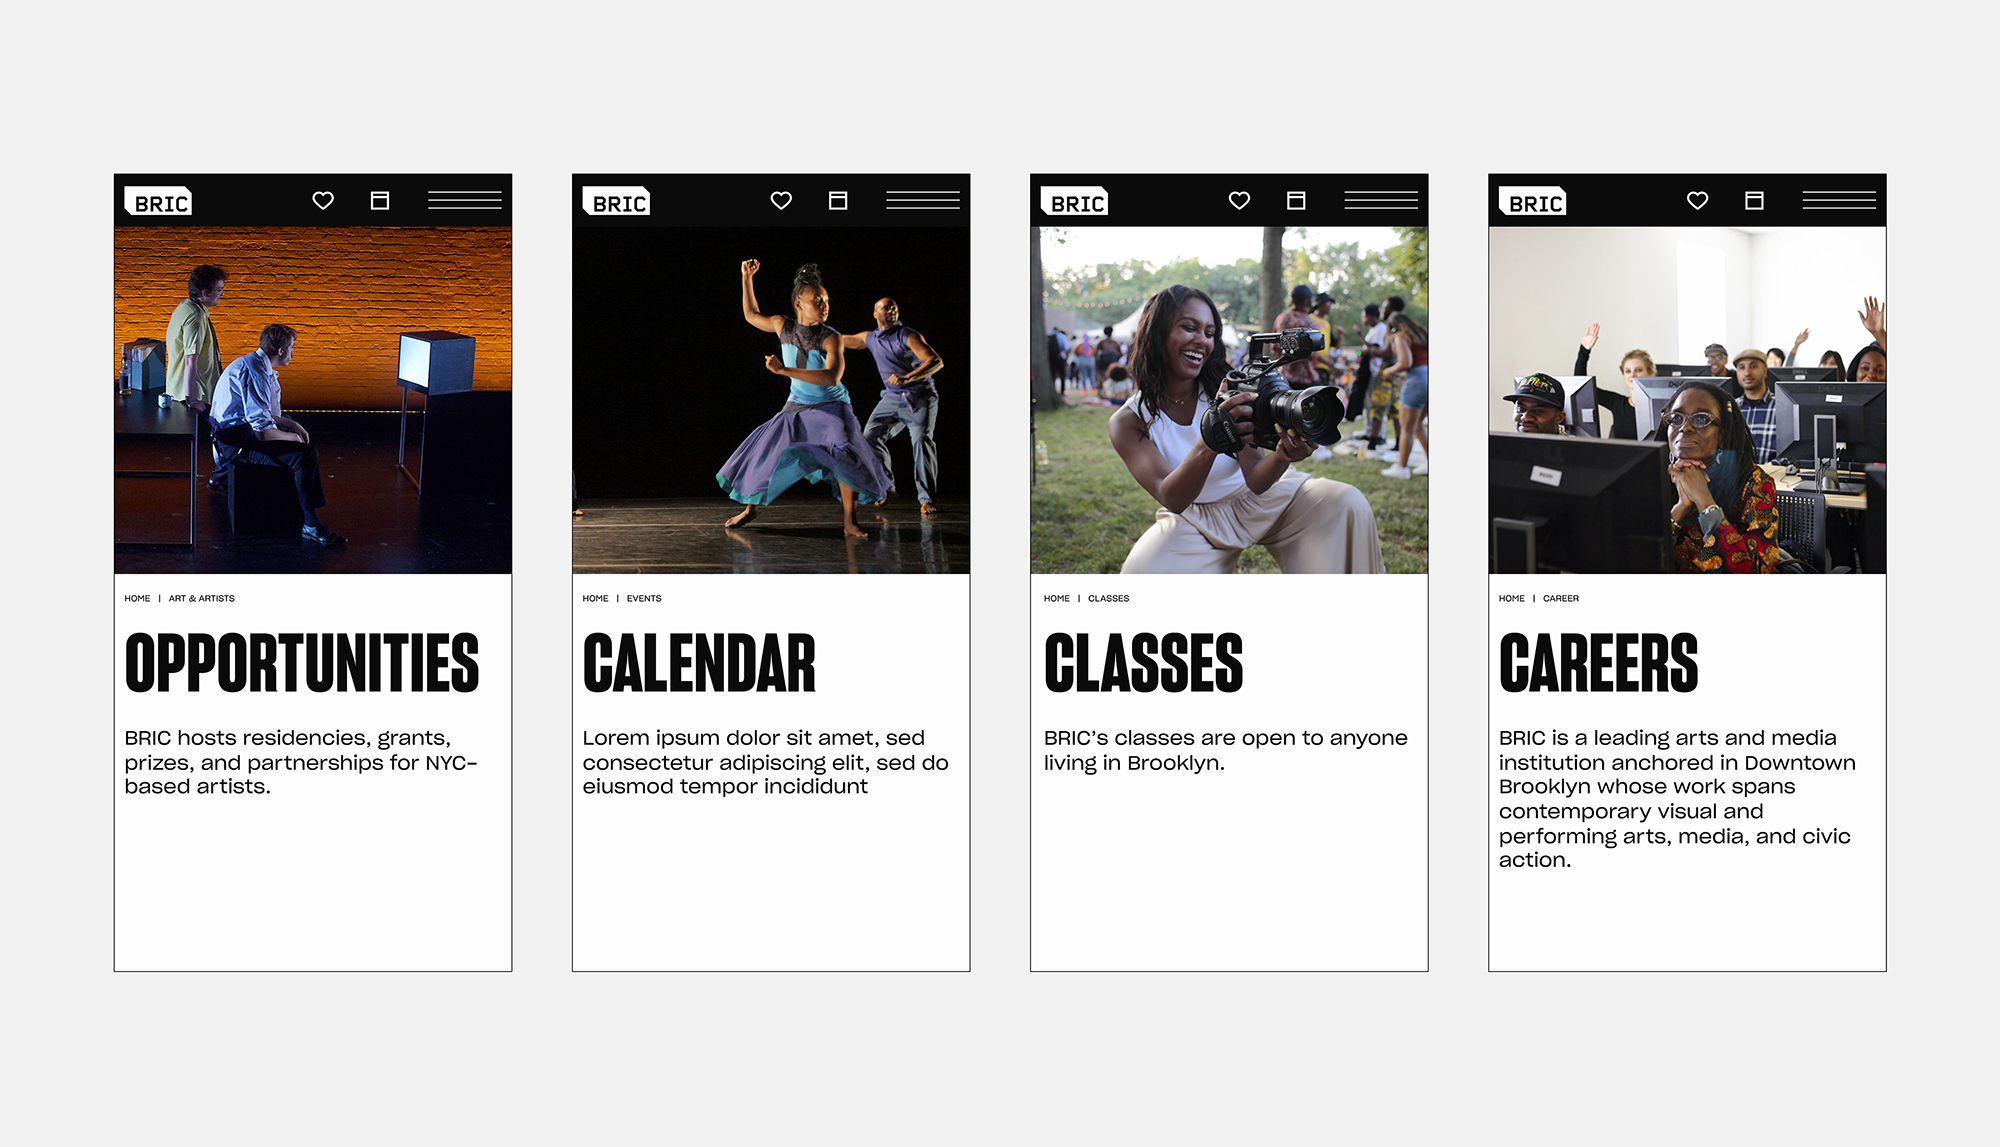 BRIC
HOME | ART & ARTISTS
OPPORTUNITIES
BRIC hosts residencies, grants,
prizes, and partnerships for NYC-
based artists.
BRIC
HOME | EVENTS
CALENDAR
Lorem ipsum dolor sit amet, sed
consectetur adipiscing elit, sed do
eiusmod tempor incididunt
BRIC
Canon
HOME | CLASSES
CLASSES
BRIC’s classes are open to anyone
living in Brooklyn.
BRIC
HOME | CAREER
CAREERS
BRIC is a leading arts and media
institution anchored in Downtown
Brooklyn whose work spans
contemporary visual and
performing arts, media, and civic
action.